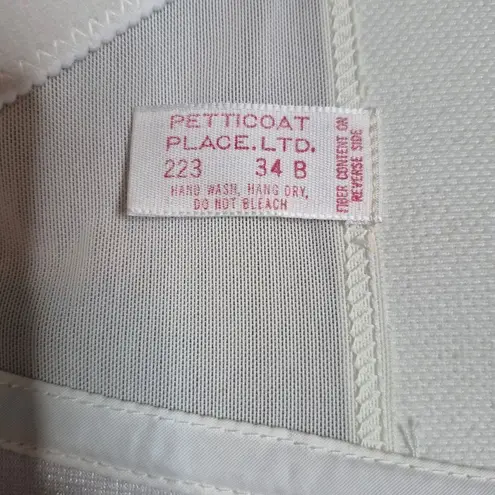 PETTICOAT
PLACE.LTD.
223 34 B
HAND WASH, HANG DRY,
DO NOT BLEACH
FIBER CONTENT ON
REVERSE SIDE